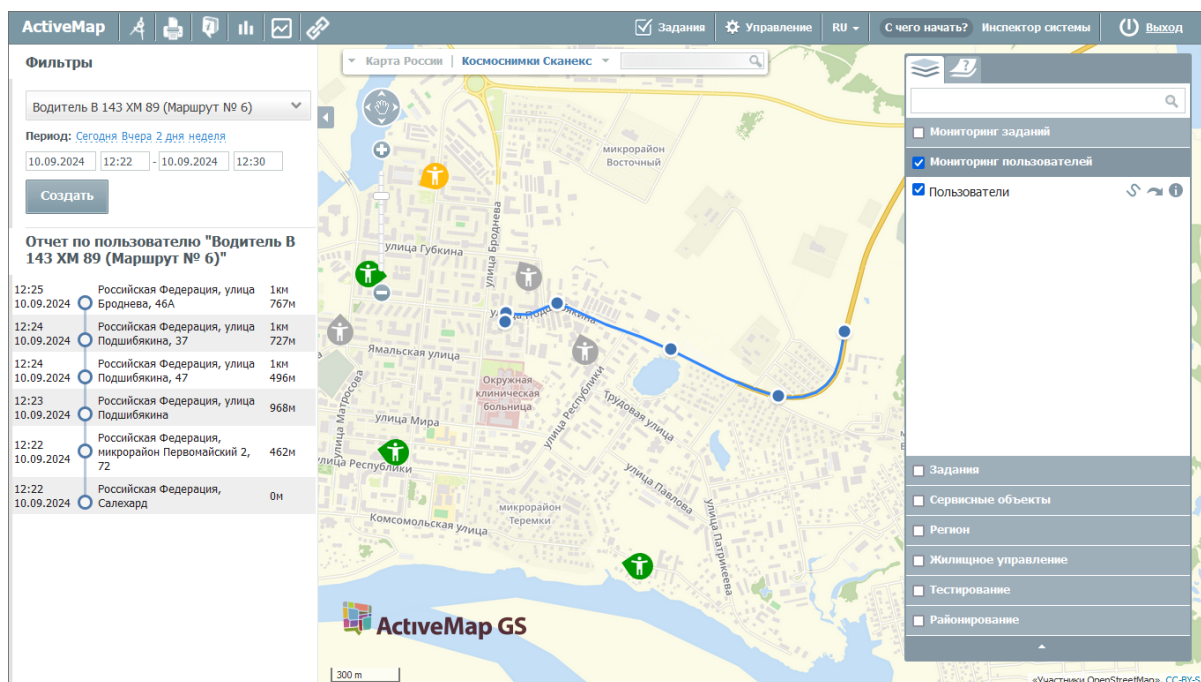 ActiveMap
Задания
Управление
RU
С чего начать?
Инспектор системы
Выход
Фильтры
Водитель В 143 ХМ 89 (Маршрут № 6)
Период: Сегодня Вчера 2 дня неделя
10.09.2024 12:22 - 10.09.2024 12:30
Создать
Отчет по пользователю "Водитель В
143 ХМ 89 (Маршрут № 6)"
12:25
10.09.2024
Российская Федерация, улица
Броднева, 46А
1км
767м
12:24
10.09.2024
Российская Федерация, улица
Подшибякина, 37
1км
727м
12:24
10.09.2024
Российская Федерация, улица
Подшибякина, 47
1км
496м
12:23
10.09.2024
Российская Федерация, улица
Подшибякина
968м
12:22
10.09.2024
Российская Федерация,
микрорайон Первомайский 2,
72
462м
12:22
10.09.2024
Российская Федерация,
Салехард
0м
Карта России | Космоснимки Сканекс
микрорайон
Восточный
улица Броднева
улица Губкина
Ямальская улица
Окружная
клиническая
больница
улица Матросова
улица Мира
улица Республики
улица Республики
Трудовая улица
улица Павлова
улица Патрикеева
микрорайон
Теремки
Комсомольская улица
ActiveMap GS
300 m
Мониторинг заданий
Мониторинг пользователей
Пользователи
Задания
Сервисные объекты
Регион
Жилищное управление
Тестирование
Районирование
«Участники OpenStreetMap», CC-BY-S